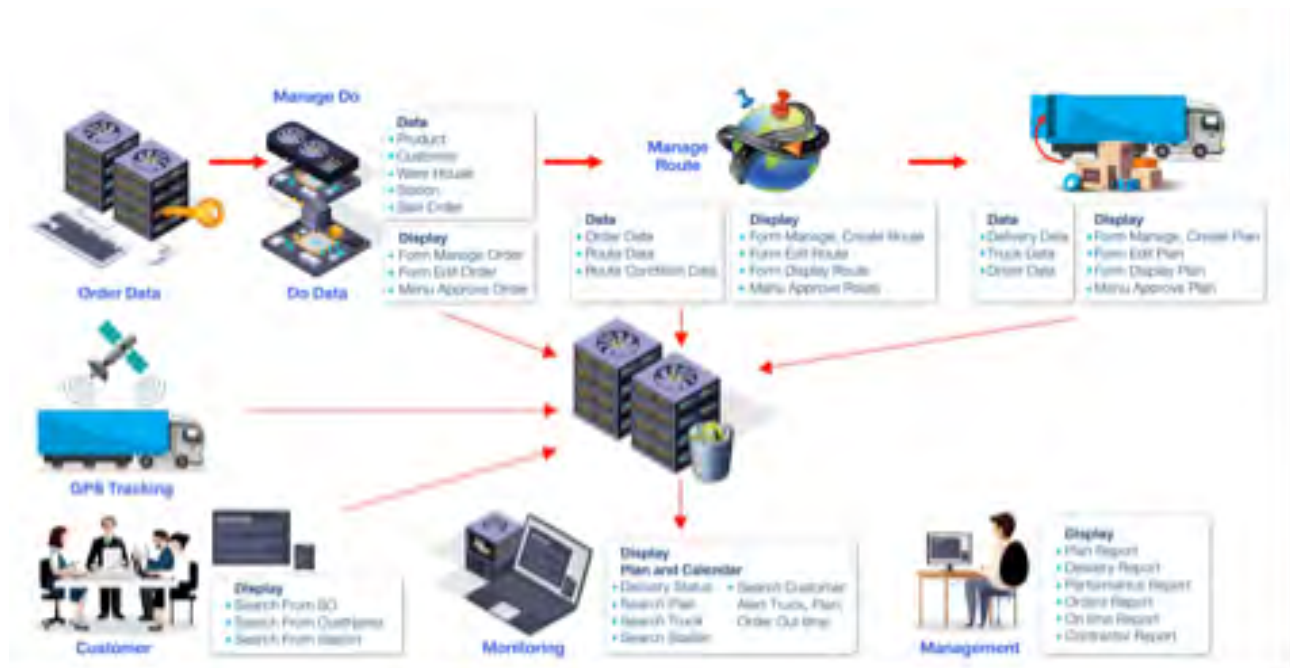 Manage Do
Data
Product
Customer
Ware House
Station
Order
Display
Form Manage Order
Form Edit Order
Menu Approve Order
Order Data
Do Data
Manage
Route
Data
Order Data
Route Data
Route Condition Data
Display
Form Manage, Create Route
Form Edit Route
Form Display Route
Menu Approve Route
Data
Delivery Data
Truck Data
Order Data
Display
Form Manage, Create Plan
Form Edit Plan
Form Display Plan
Menu Approve Plan
GPS Tracking
Customer
Display
Search From SO
Search From CustName
Search From
Monitoring
Display
Plan and Calendar
Delivery Status
Search Plan
Search Truck
Search Station
Search Customer
Alert Truck, Plan,
Order
Management
Display
Plan Report
Delivery Report
Performance Report
Orders Report
On time Report
Contractor Report